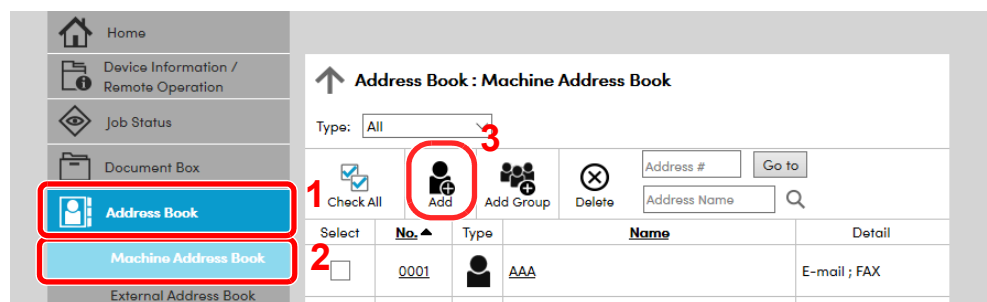 Home
Device Information /
Remote Operation
Job Status
Document Box
1
Address Book
2
Machine Address Book
External Address Book
Address Book : Machine Address Book
Type: All
3
Check All Add Add Group Delete Address # Go to
Address Name
Select No. Type Name Detail
0001 AAA E-mail ; FAX